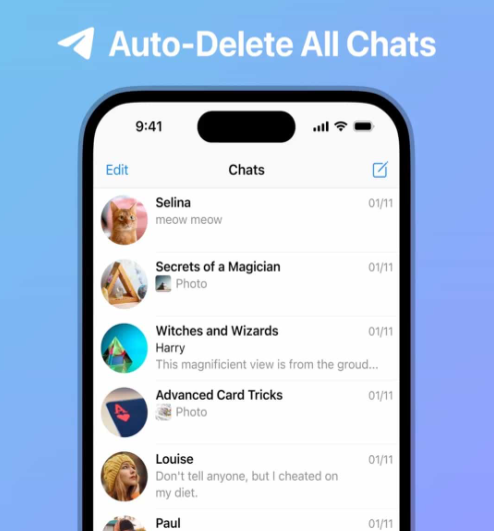 Auto-Delete All Chats
9:41
Edit
Chats
Selina
01/11
meow meow
Secrets of a Magician
01/11
Photo
Witches and Wizards
01/11
Harry
This magnificient view is from the groud...
Advanced Card Tricks
01/11
Photo
Louise
01/11
Don't tell anyone, but I cheated on
my diet.
Paul
01/11